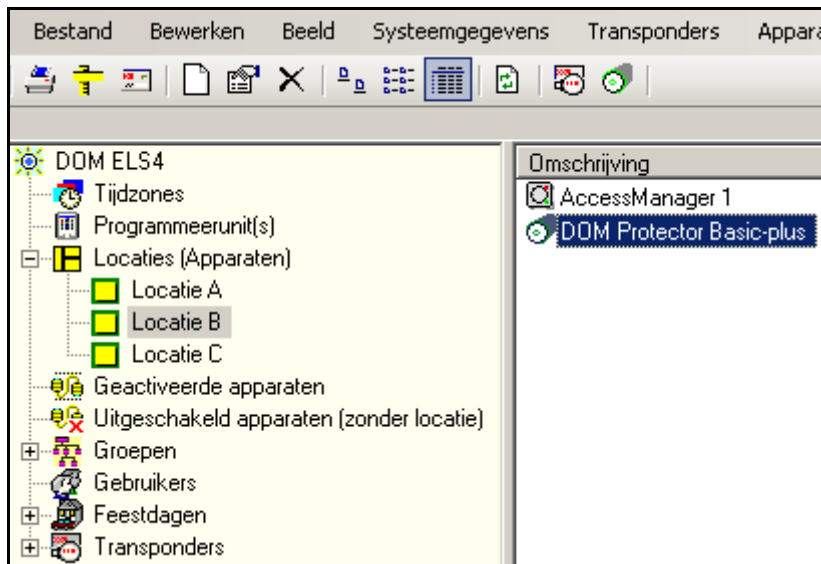 Bestand Bewerken Beeld Systeemgegevens Transponders Appara
DOM ELS4
Tijdzones
Programmeerunit(s)
Locaties (Apparaten)
Locatie A
Locatie B
Locatie C
Geactiveerde apparaten
Uitgeschakeld apparaten (zonder locatie)
Groepen
Gebruikers
Feestdagen
Transponders
Omschrijving
AccessManager 1
DOM Protector Basic-plus